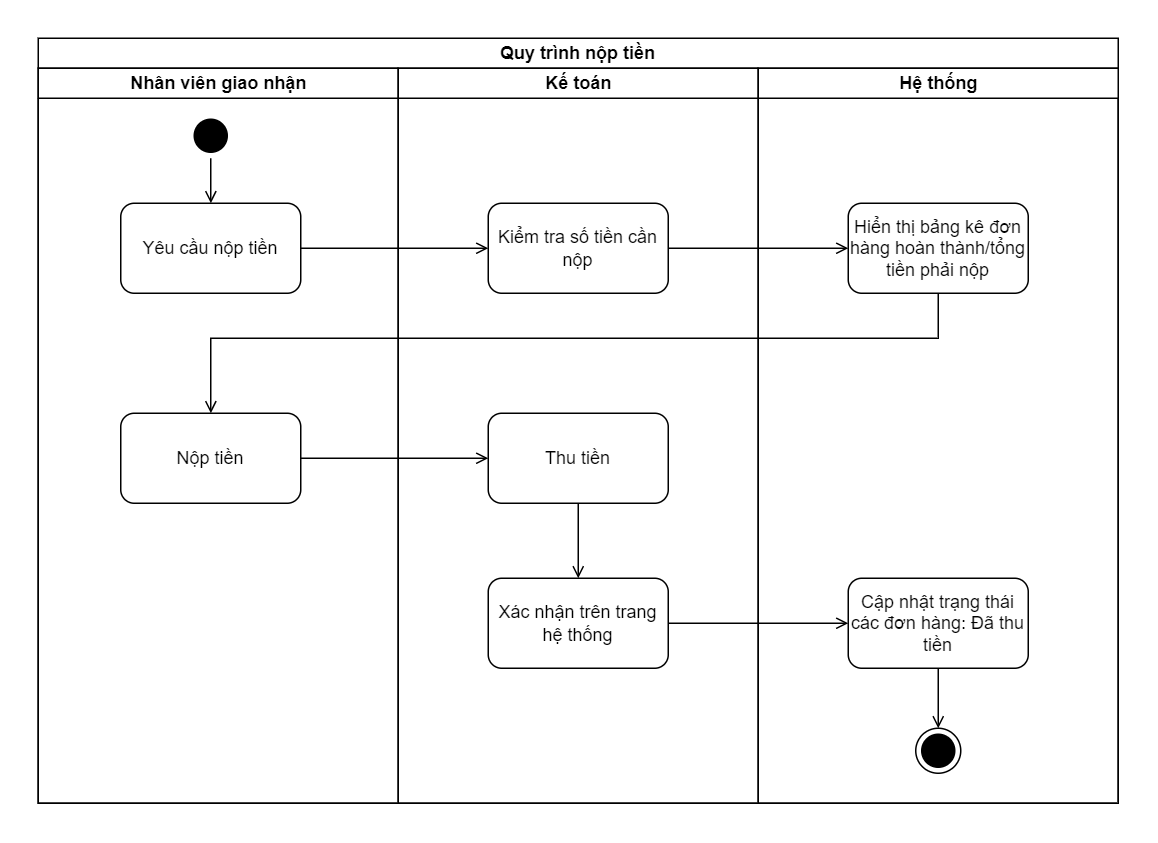 Quy trình nộp tiền
Nhân viên giao nhận
Kế toán
Hệ thống
Yêu cầu nộp tiền
Kiểm tra số tiền cần
nộp
Hiển thị bảng kê đơn
hàng hoàn thành/tổng
tiền phải nộp
Nộp tiền
Thu tiền
Xác nhận trên trang
hệ thống
Cập nhật trạng thái
các đơn hàng: Đã thu
tiền